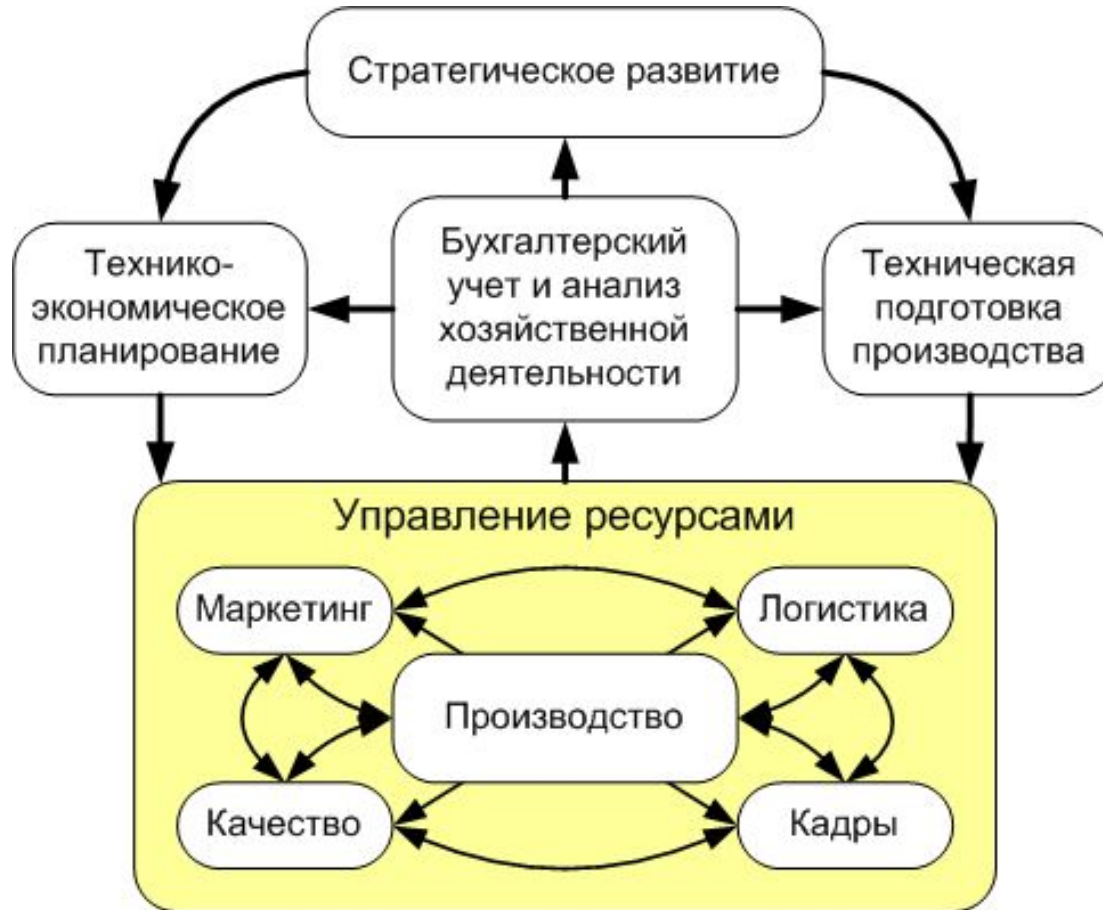 Стратегическое развитие
Технико-
экономическое
планирование
Бухгалтерский
учет и анализ
хозяйственной
деятельности
Техническая
подготовка
производства
Управление ресурсами
Маркетинг
Логистика
Производство
Качество
Кадры